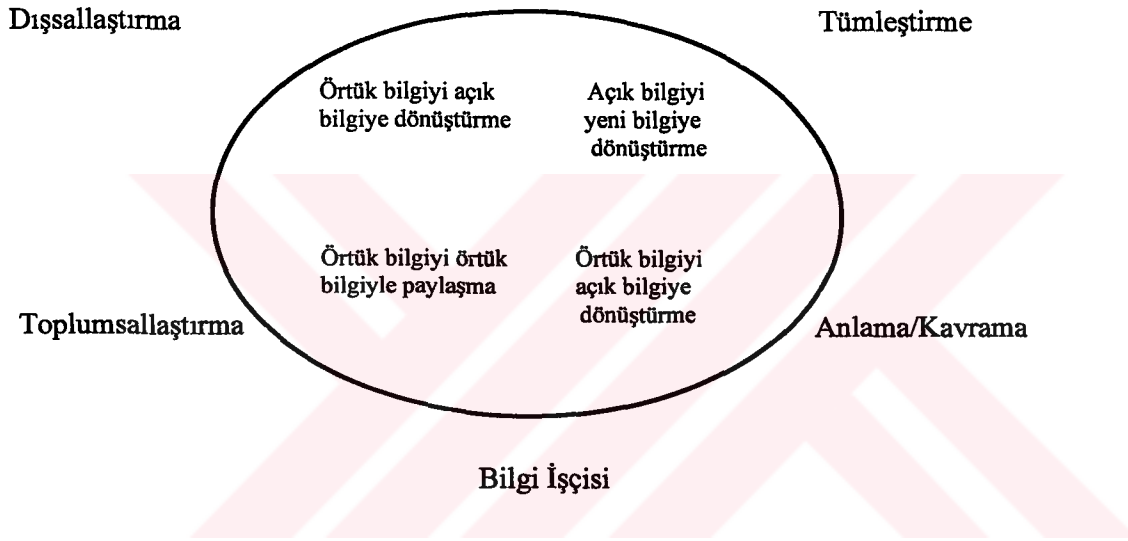 Dışsallaştırma
Tümleştirme
Örtük bilgiyi açık
bilgiye dönüştürme
Açık bilgiyi
yeni bilgiye
dönüştürme
Örtük bilgiyi örtük
bilgiyle paylaşma
Örtük bilgiyi
açık bilgiye
dönüştürme
Toplumsallaştırma
Anlama/Kavrama
Bilgi İşçisi